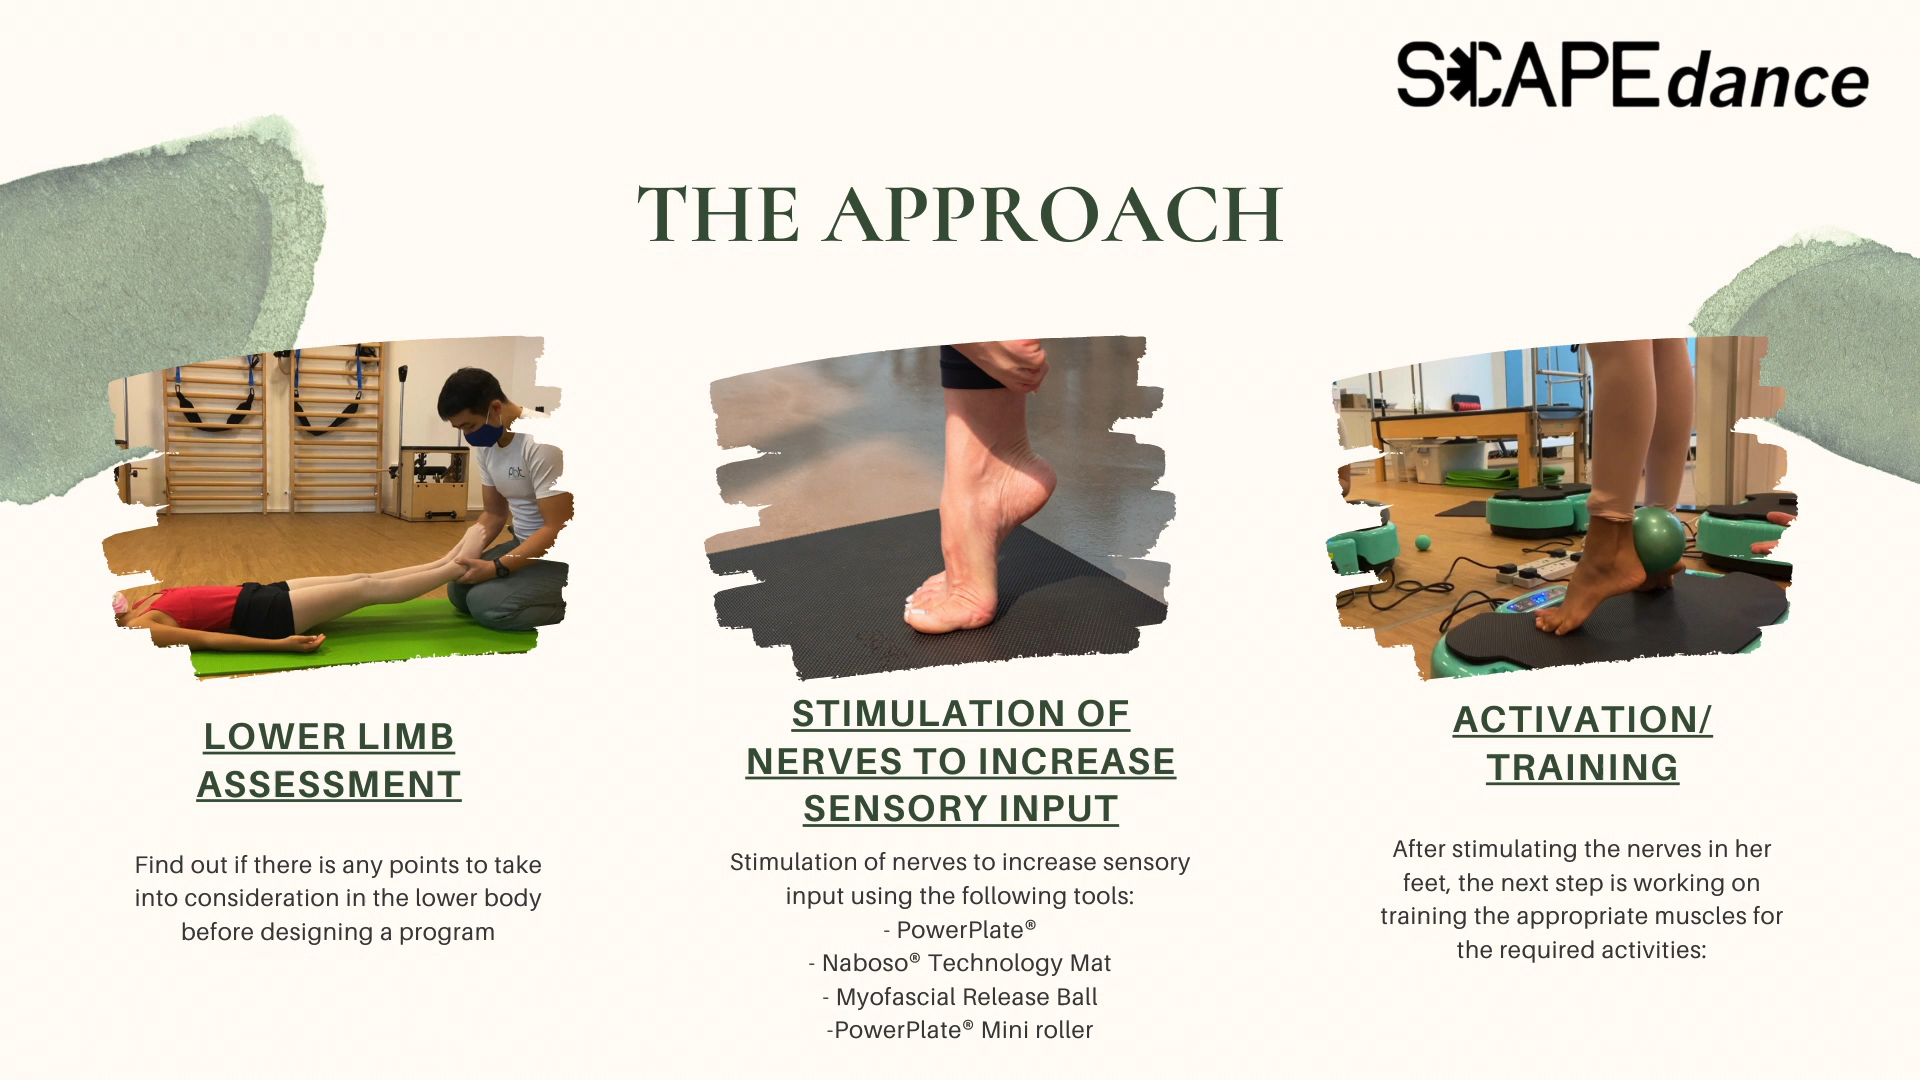 SCAPE dance
THE APPROACH
LOWER LIMB
ASSESSMENT
Find out if there is any points to take
into consideration in the lower body
before designing a program
STIMULATION OF
NERVES TO INCREASE
SENSORY INPUT
Stimulation of nerves to increase sensory
input using the following tools:
- PowerPlate®
- Naboso® Technology Mat
- Myofascial Release Ball
-PowerPlate® Mini roller
ACTIVATION/
TRAINING
After stimulating the nerves in her
feet, the next step is working on
training the appropriate muscles for
the required activities: